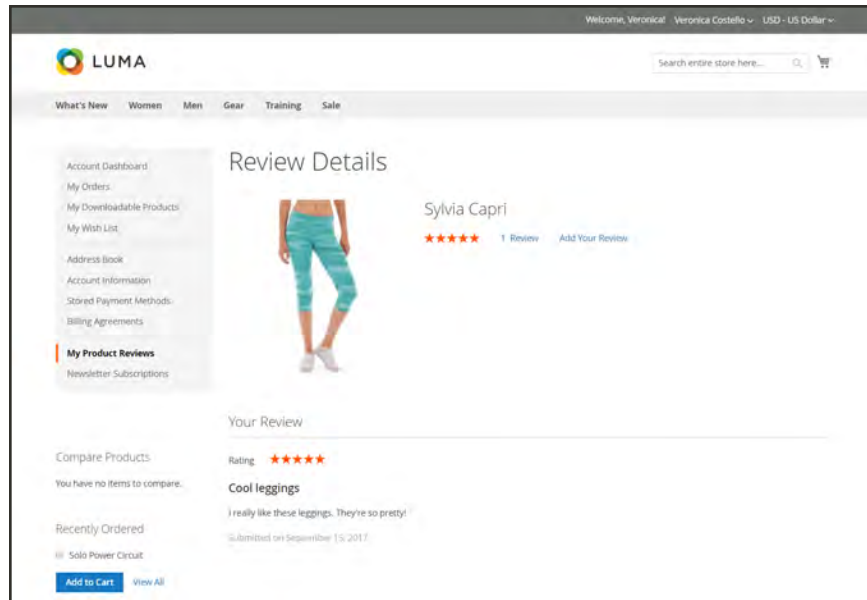 Welcome, Veronica! Veronica Costello USD - US Dollar
LUMA
Search entire store here...
What's New Women Men Gear Training Sale
Account Dashboard
My Orders
My Downloadable Products
My Wish List
Address Book
Account Information
Stored Payment Methods
Billing Agreements
My Product Reviews
Newsletter Subscriptions
Compare Products
You have no items to compare.
Recently Ordered
Solo Power Circuit
Add to Cart View All
Review Details
Sylvia Capri
1 Review Add Your Review
Your Review
Rating
Cool leggings
I really like these leggings. They're so pretty!
Submitted on September 15, 2017